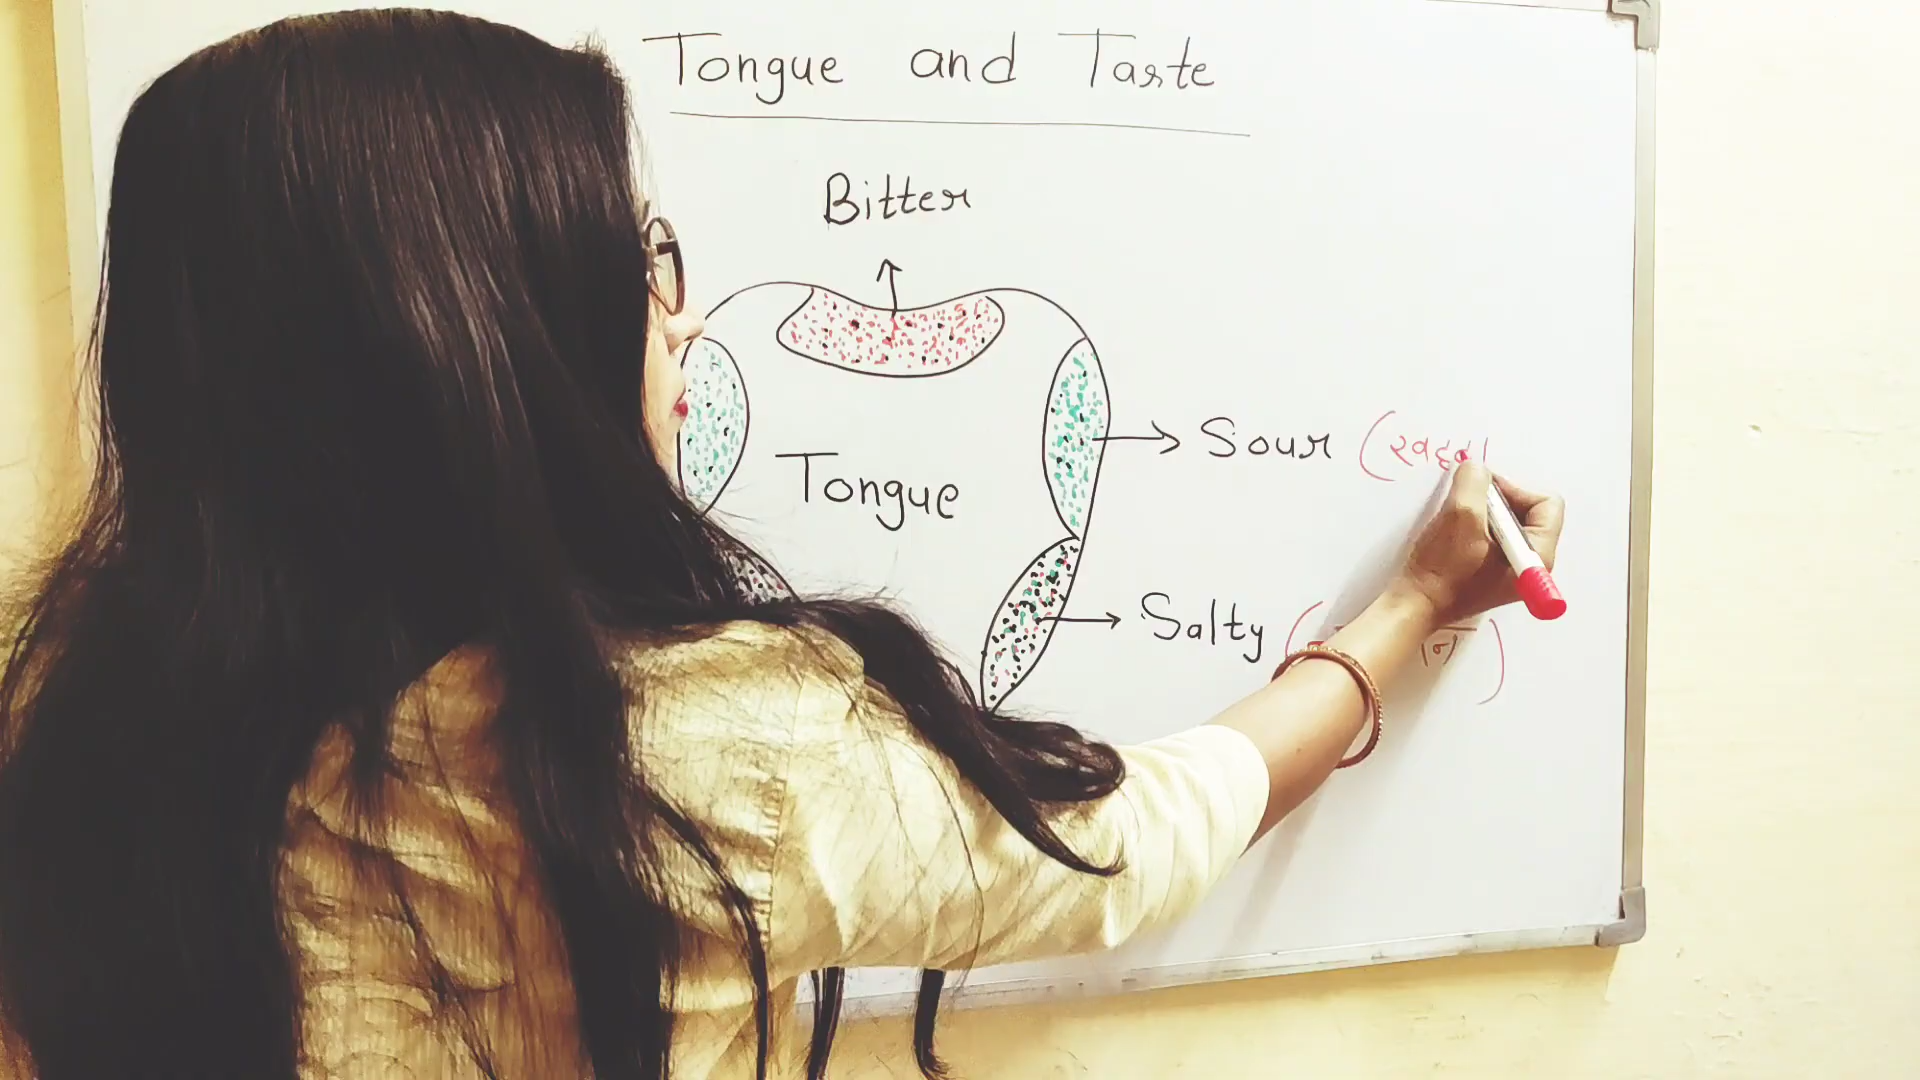 Tongue and Taste
Bitter
Sour (खट्टा
Tongue
Salty (